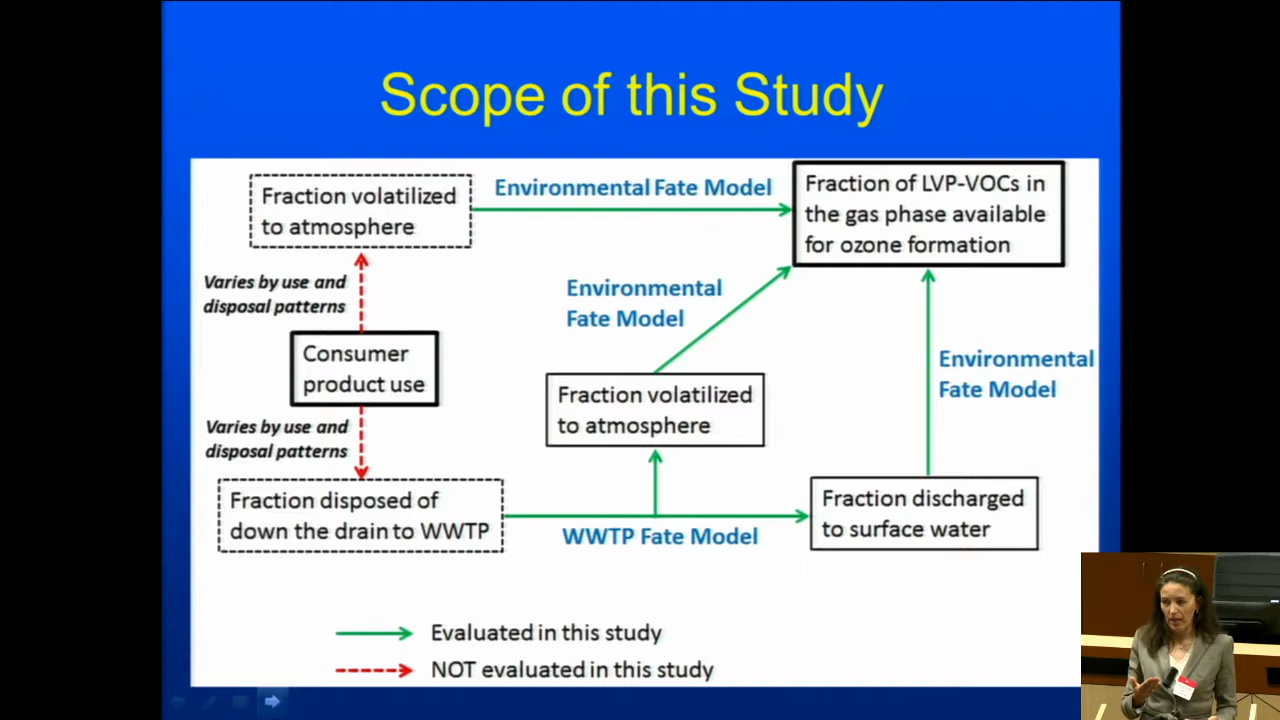 Scope of this Study
Fraction volatilized
to atmosphere
Environmental Fate Model
Fraction of LVP-VOCs in
the gas phase available
for ozone formation
Varies by use and
disposal patterns
Environmental
Fate Model
Consumer
product use
Environmental
Fate Model
Fraction volatilized
to atmosphere
Varies by use and
disposal patterns
Fraction disposed of
down the drain to WWTP
WWTP Fate Model
Fraction discharged
to surface water
Evaluated in this study
NOT evaluated in this study